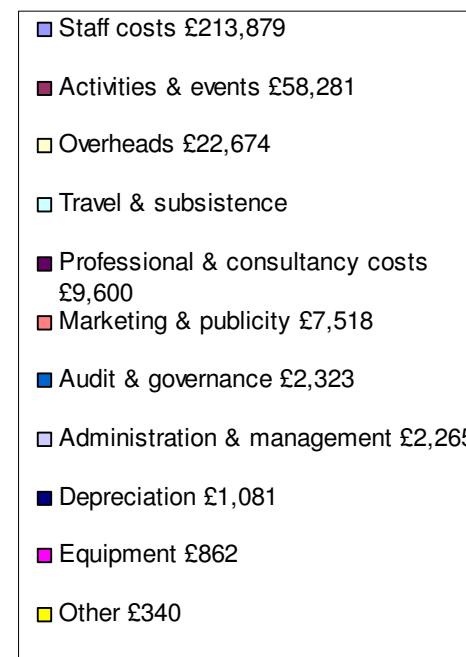 Staff costs £213,879
Activities & events £58,281
Overheads £22,674
Travel & subsistence
Professional & consultancy costs
£9,600
Marketing & publicity £7,518
Audit & governance £2,323
Administration & management £2,265
Depreciation £1,081
Equipment £862
Other £340